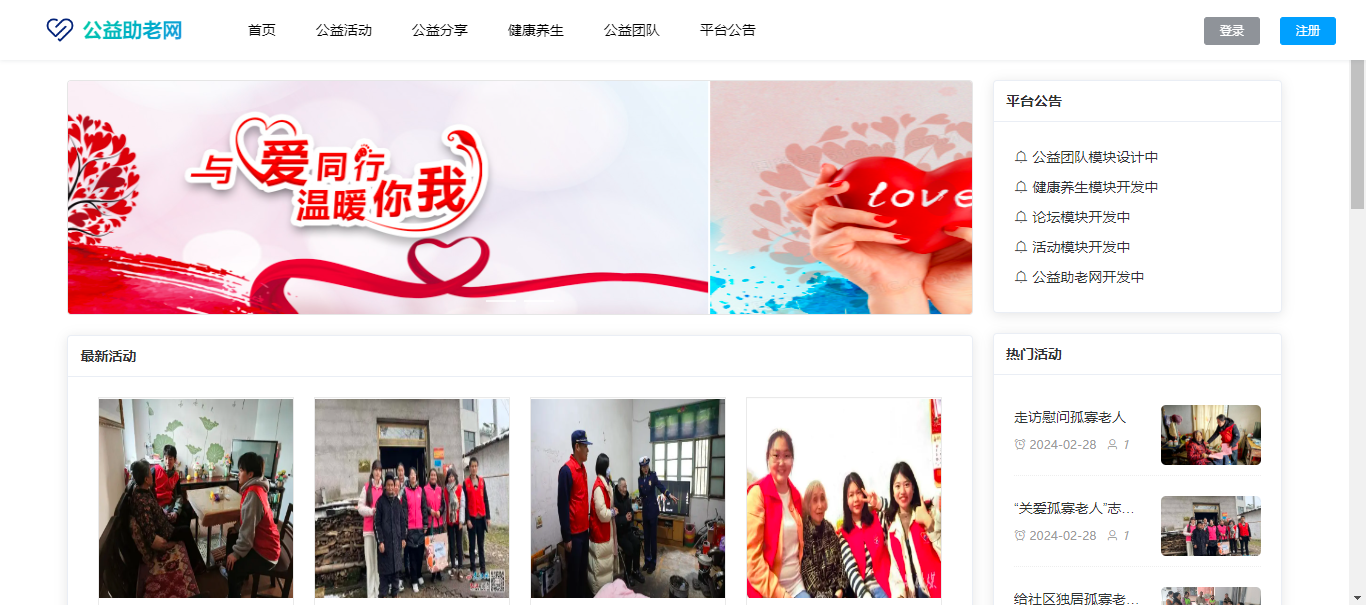 公益助老网
首页
公益活动
公益分享
健康养生
公益团队
平台公告
登录
注册
与爱同行
温暖你我
love
平台公告
公益团队模块设计中
健康养生模块开发中
论坛模块开发中
活动模块开发中
公益助老网开发中
最新活动
热门活动
走访慰问孤寡老人
2024-02-28 1
“关爱孤寡老人”志…
2024-02-28 1
给社区独居孤寡老…